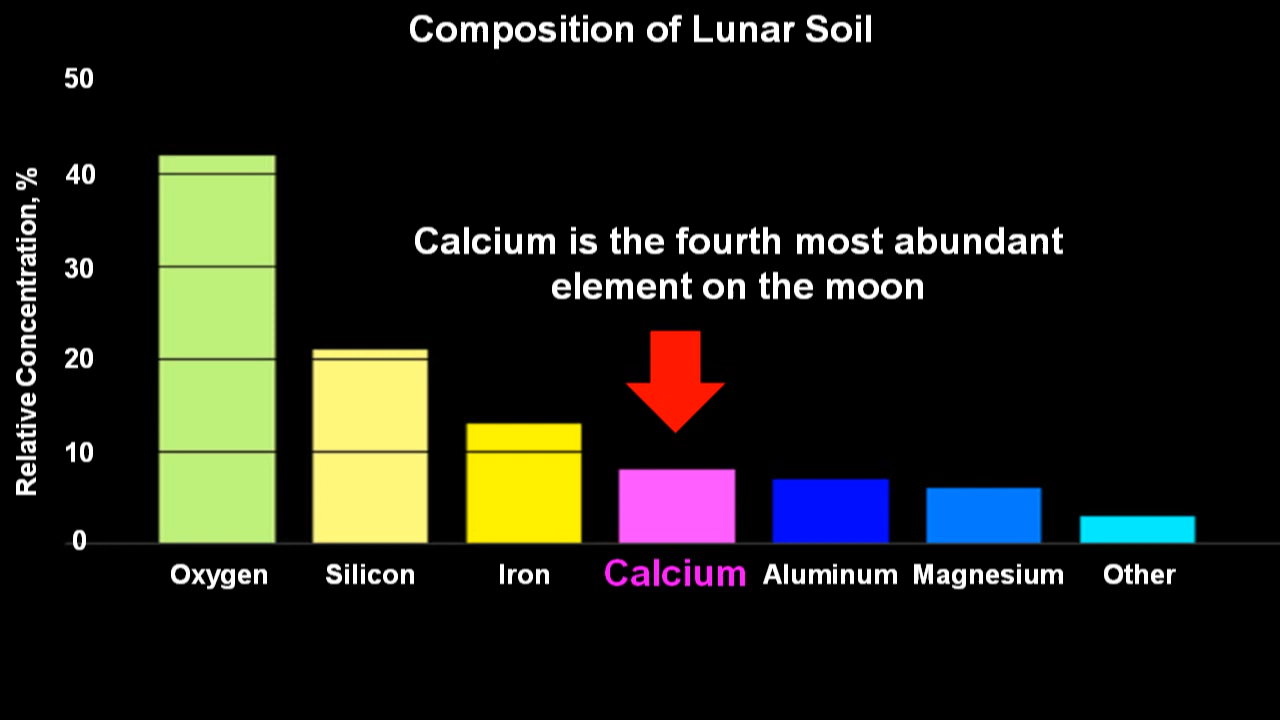 Composition of Lunar Soil
50
40
30
20
10
0
Relative Concentration, %
Calcium is the fourth most abundant
element on the moon
Oxygen Silicon Iron Calcium Aluminum Magnesium Other